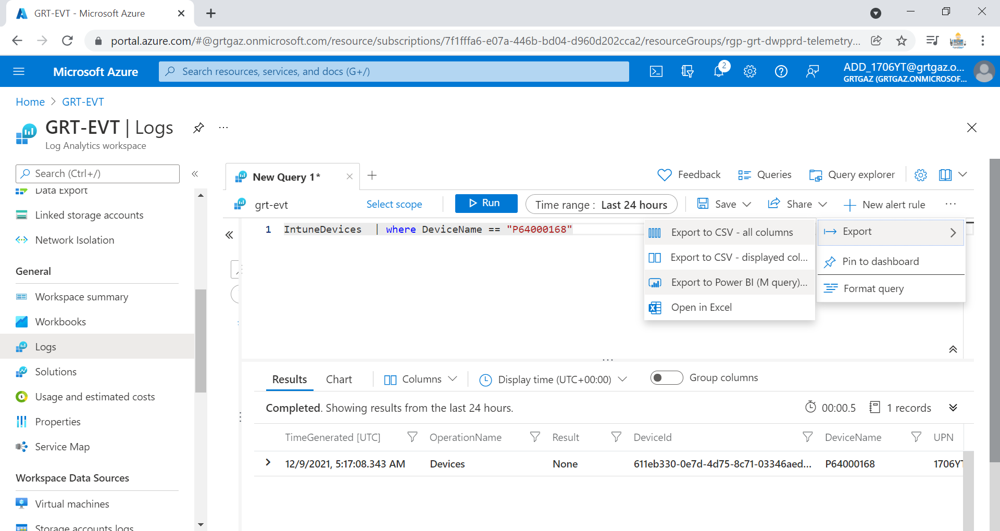 GRT-EVT - Microsoft Azure
portal.azure.com/#@grtgaz.onmicrosoft.com/resource/subscriptions/7f1fffa6-e07a-446b-bd04-d960d202cca2/resourceGroups/rgp-grt-dwpprd-telemetry...
Microsoft Azure
Search resources, services, and docs (G+/)
2
ADD_1706YT@grtgaz.o...
GRTGAZ (GRTGAZ.ONMICROSOF...
Home > GRT-EVT
GRT-EVT | Logs
Log Analytics workspace
Search (Ctrl+/)
Data Export
Linked storage accounts
Network Isolation
General
Workspace summary
Workbooks
Logs
Solutions
Usage and estimated costs
Properties
Service Map
Workspace Data Sources
Virtual machines
Storage accounts logs
New Query 1*
Feedback
Queries
Query explorer
grt-evt
Select scope
Run
Time range : Last 24 hours
Save
Share
New alert rule
1 IntuneDevices | where DeviceName == "P64000168"
Export to CSV - all columns
Export to CSV - displayed col...
Export to Power BI (M query)...
Open in Excel
Export
Pin to dashboard
Format query
Results
Chart
Columns
Display time (UTC+00:00)
Group columns
Completed. Showing results from the last 24 hours.
00:00.5
1 records
TimeGenerated [UTC] OperationName Result DeviceId DeviceName UPN
12/9/2021, 5:17:08.343 AM Devices None 611eb330-0e7d-4d75-8c71-03346aed... P64000168 1706Y